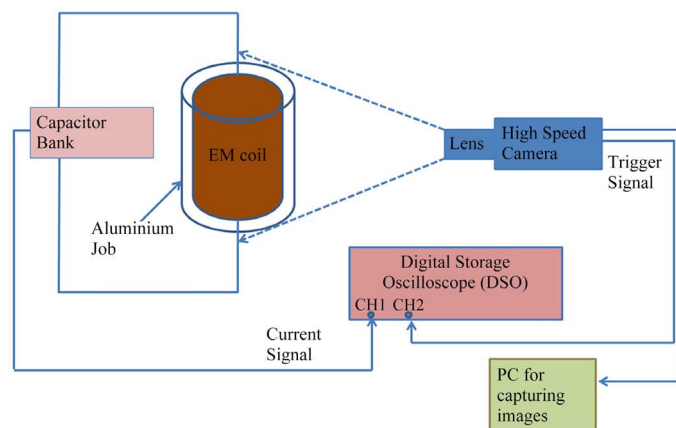 Capacitor
Bank
EM coil
Aluminium
Job
Lens
High Speed
Camera
Trigger
Signal
Digital Storage
Oscilloscope (DSO)
CH1 CH2
Current
Signal
PC for
capturing
images